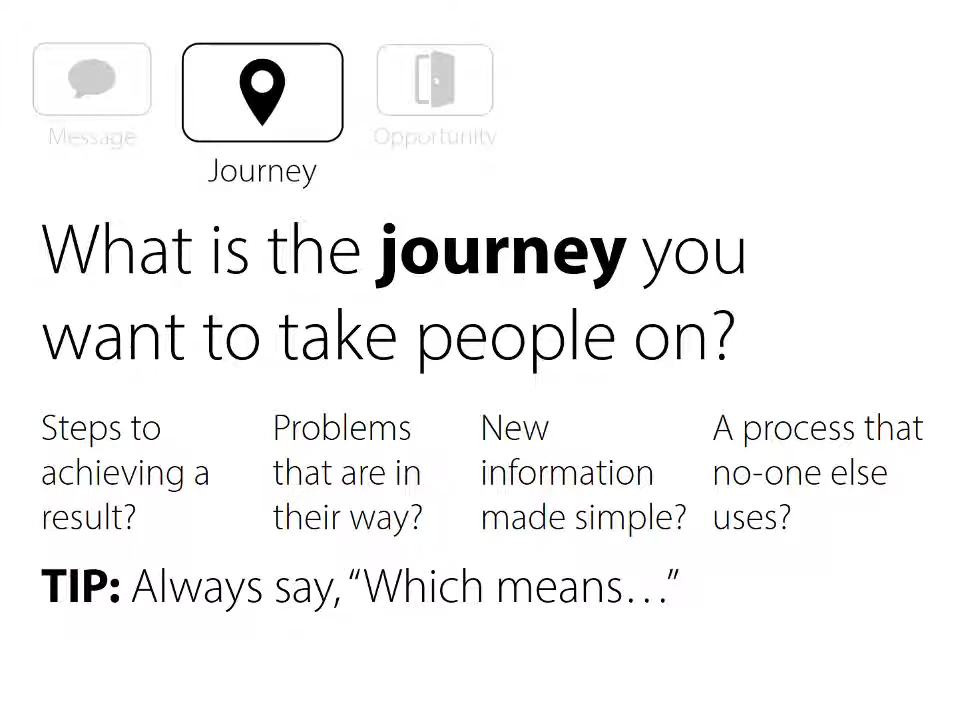 Message
Journey
Opportunity
What is the journey you
want to take people on?
Steps to
achieving a
result?
Problems
that are in
their way?
New
information
made simple?
A process that
no-one else
uses?
TIP: Always say, “Which means…”